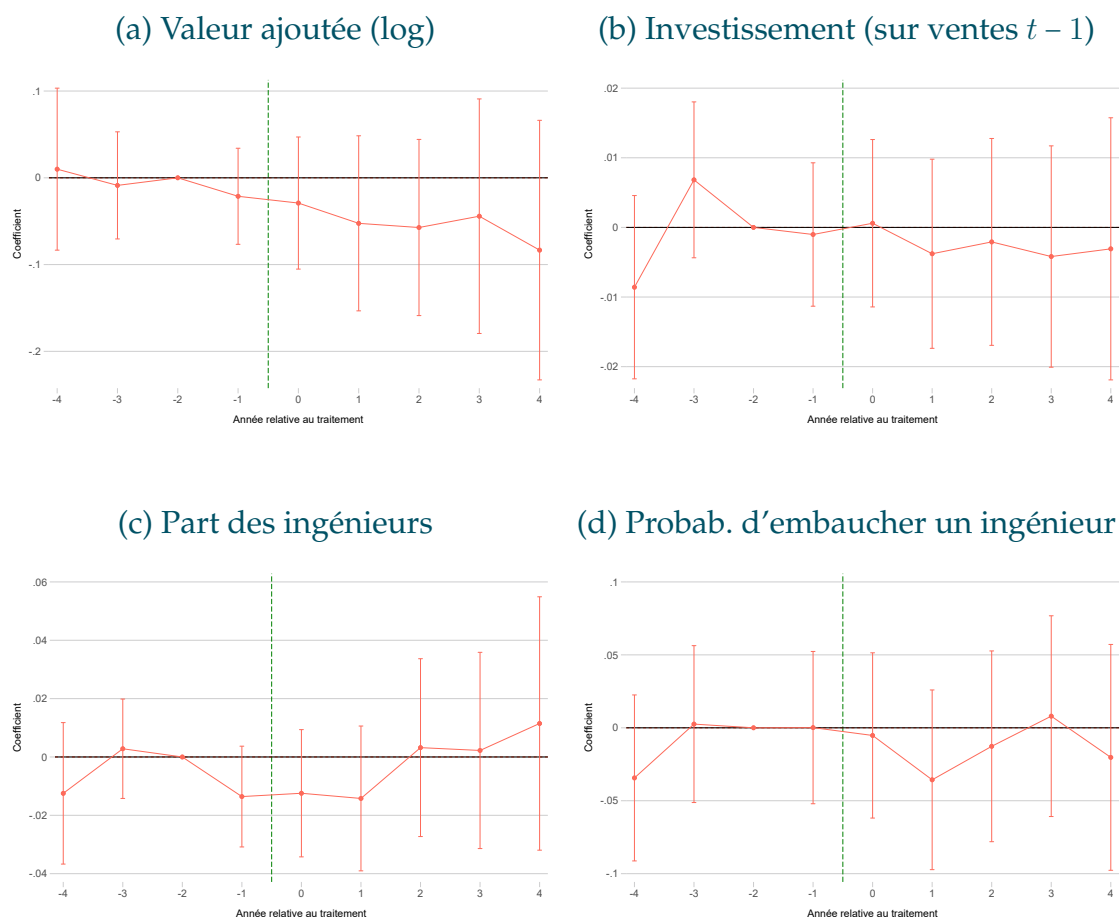 (a) Valeur ajoutée (log)
(b) Investissement (sur ventes t – 1)
.1
0
-.1
-.2
Coefficient
-4 -3 -2 -1 0 1 2 3 4
Année relative au traitement
.02
.01
0
-.01
-.02
Coefficient
-4 -3 -2 -1 0 1 2 3 4
Année relative au traitement
(c) Part des ingénieurs
(d) Probab. d'embaucher un ingénieur
.06
.04
.02
0
-.02
-.04
Coefficient
-4 -3 -2 -1 0 1 2 3 4
Année relative au traitement
.1
.05
0
-.05
-.1
Coefficient
-4 -3 -2 -1 0 1 2 3 4
Année relative au traitement